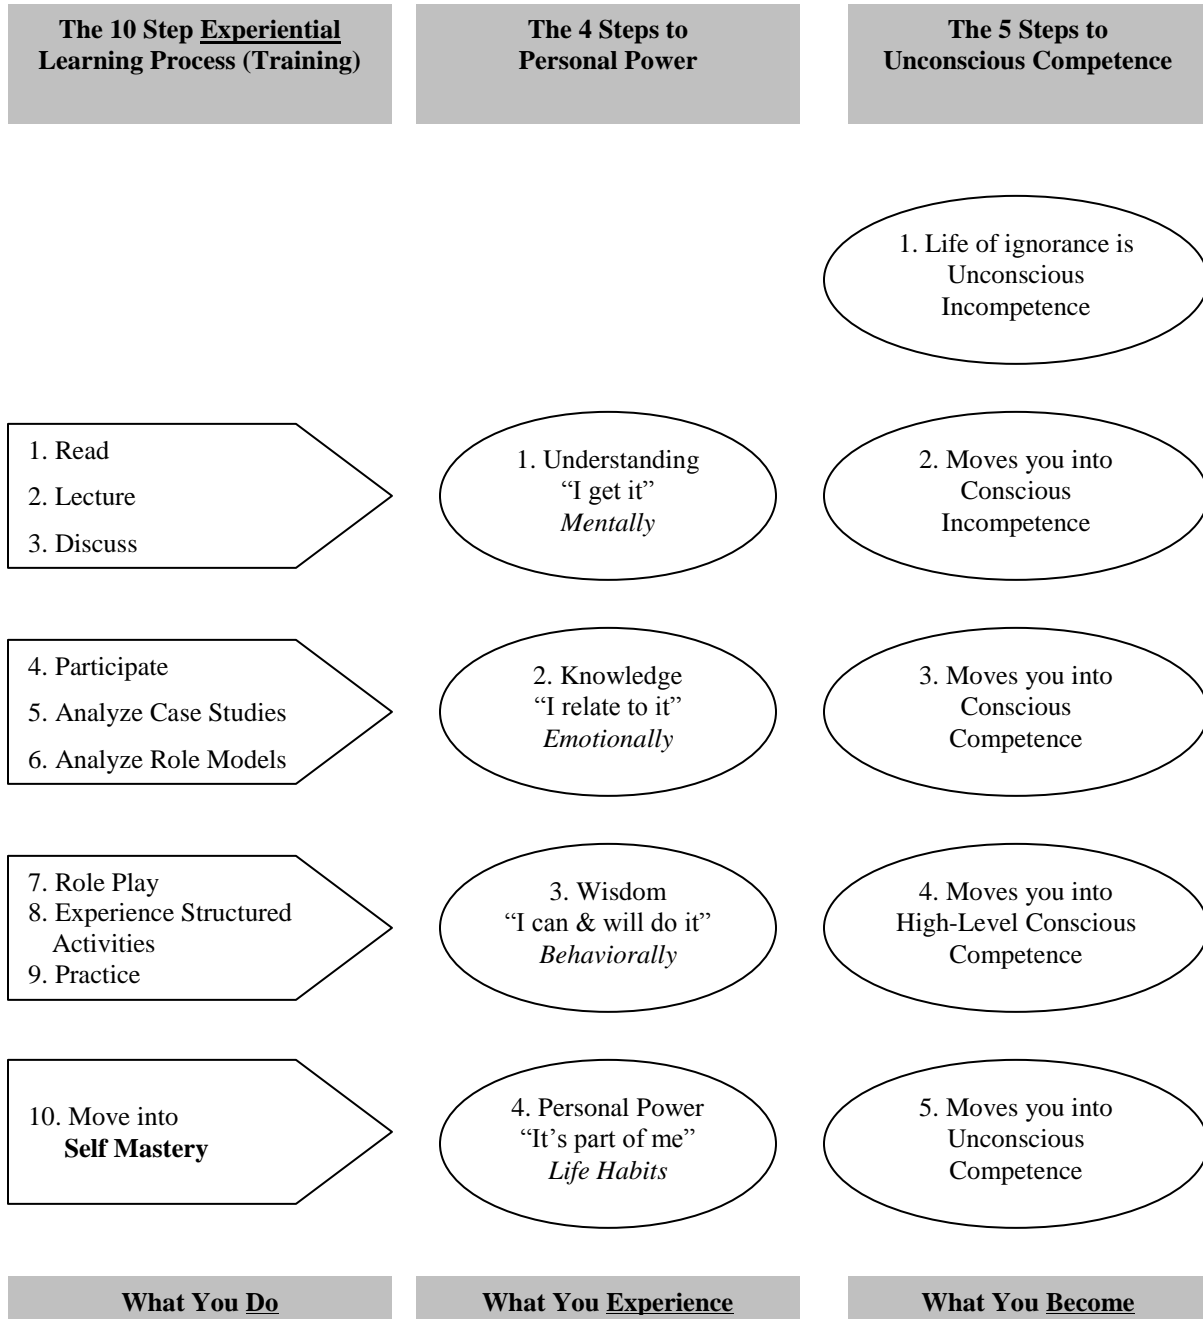 The 10 Step Experiential
Learning Process (Training)
The 4 Steps to
Personal Power
The 5 Steps to
Unconscious Competence
1. Life of ignorance is
Unconscious
Incompetence
1. Read
2. Lecture
3. Discuss
1. Understanding
“I get it”
Mentally
2. Moves you into
Conscious
Incompetence
4. Participate
5. Analyze Case Studies
6. Analyze Role Models
2. Knowledge
“I relate to it”
Emotionally
3. Moves you into
Conscious
Competence
7. Role Play
8. Experience Structured
Activities
9. Practice
3. Wisdom
“I can & will do it”
Behaviorally
4. Moves you into
High-Level Conscious
Competence
10. Move into
Self Mastery
4. Personal Power
“It’s part of me”
Life Habits
5. Moves you into
Unconscious
Competence
What You Do
What You Experience
What You Become